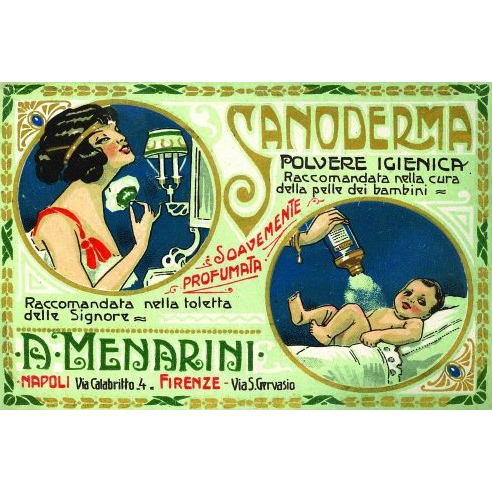 SANODERMA
POLVERE IGIENICA
Raccomandata nella cura
della pelle dei bambini =
È SOAVEMENTE
PROFUMATA
Raccomandata nella toletta
delle Signore =
·A·MENARINI·
·NAPOLI Via Calabritto 4. FIRENZE - Via S. Gervasio